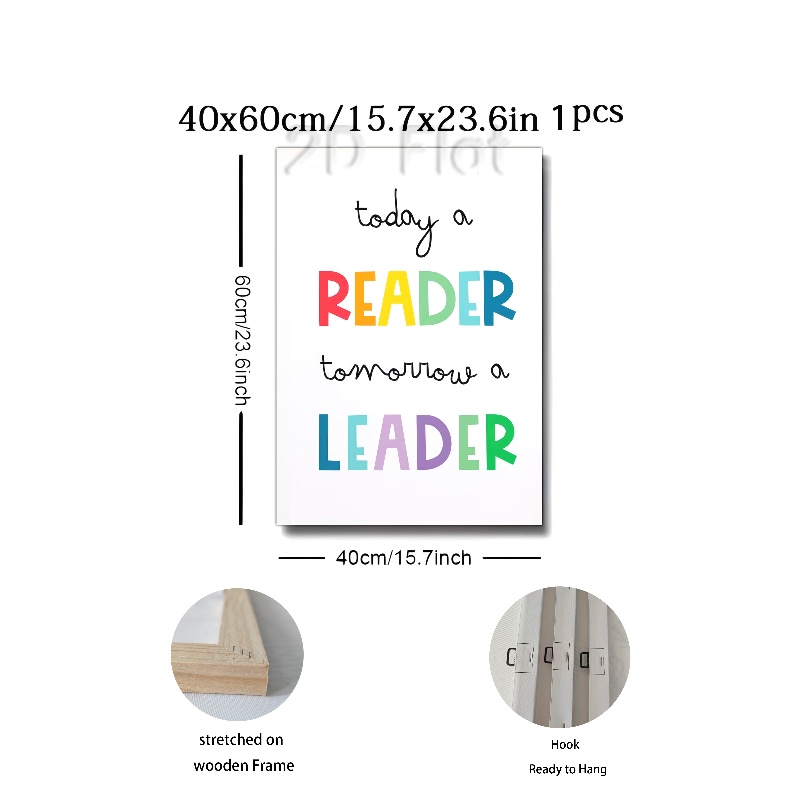 40x60cm/15.7x23.6in 1pcs
2D Flat
60cm/23.6inch
today a
READER
tomorrow a
LEADER
40cm/15.7inch
stretched on
wooden Frame
Hook
Ready to Hang